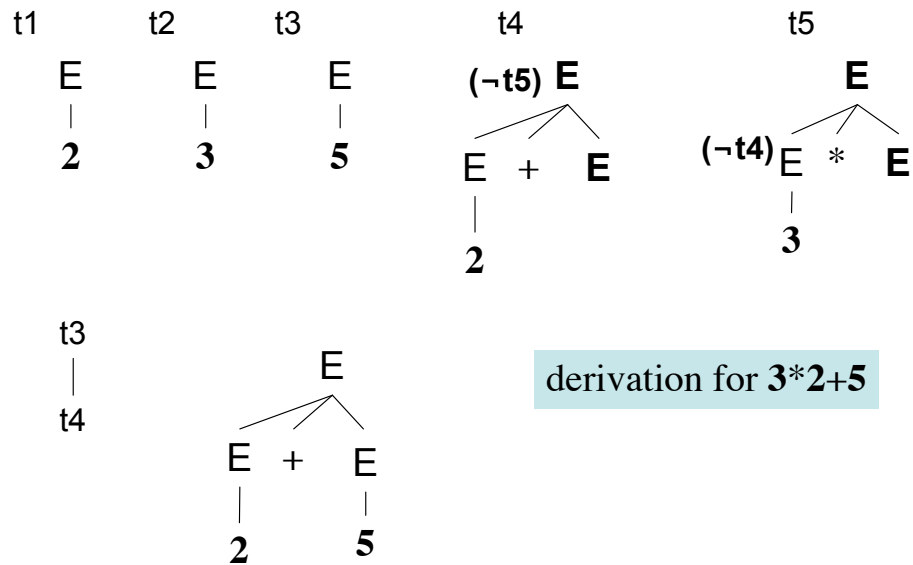 t1 t2 t3 t4 t5
E E E (¬t5) E E
2 3 5
E + E (¬t4) E * E
2 3
t3
E
derivation for 3*2+5
t4
E + E
2 5